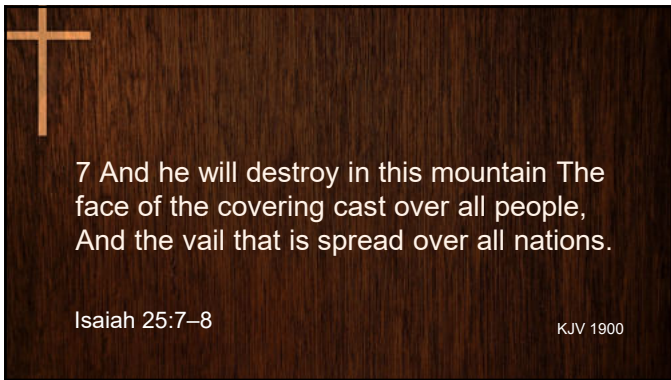 7 And he will destroy in this mountain The
face of the covering cast over all people,
And the vail that is spread over all nations.
Isaiah 25:7–8
KJV 1900